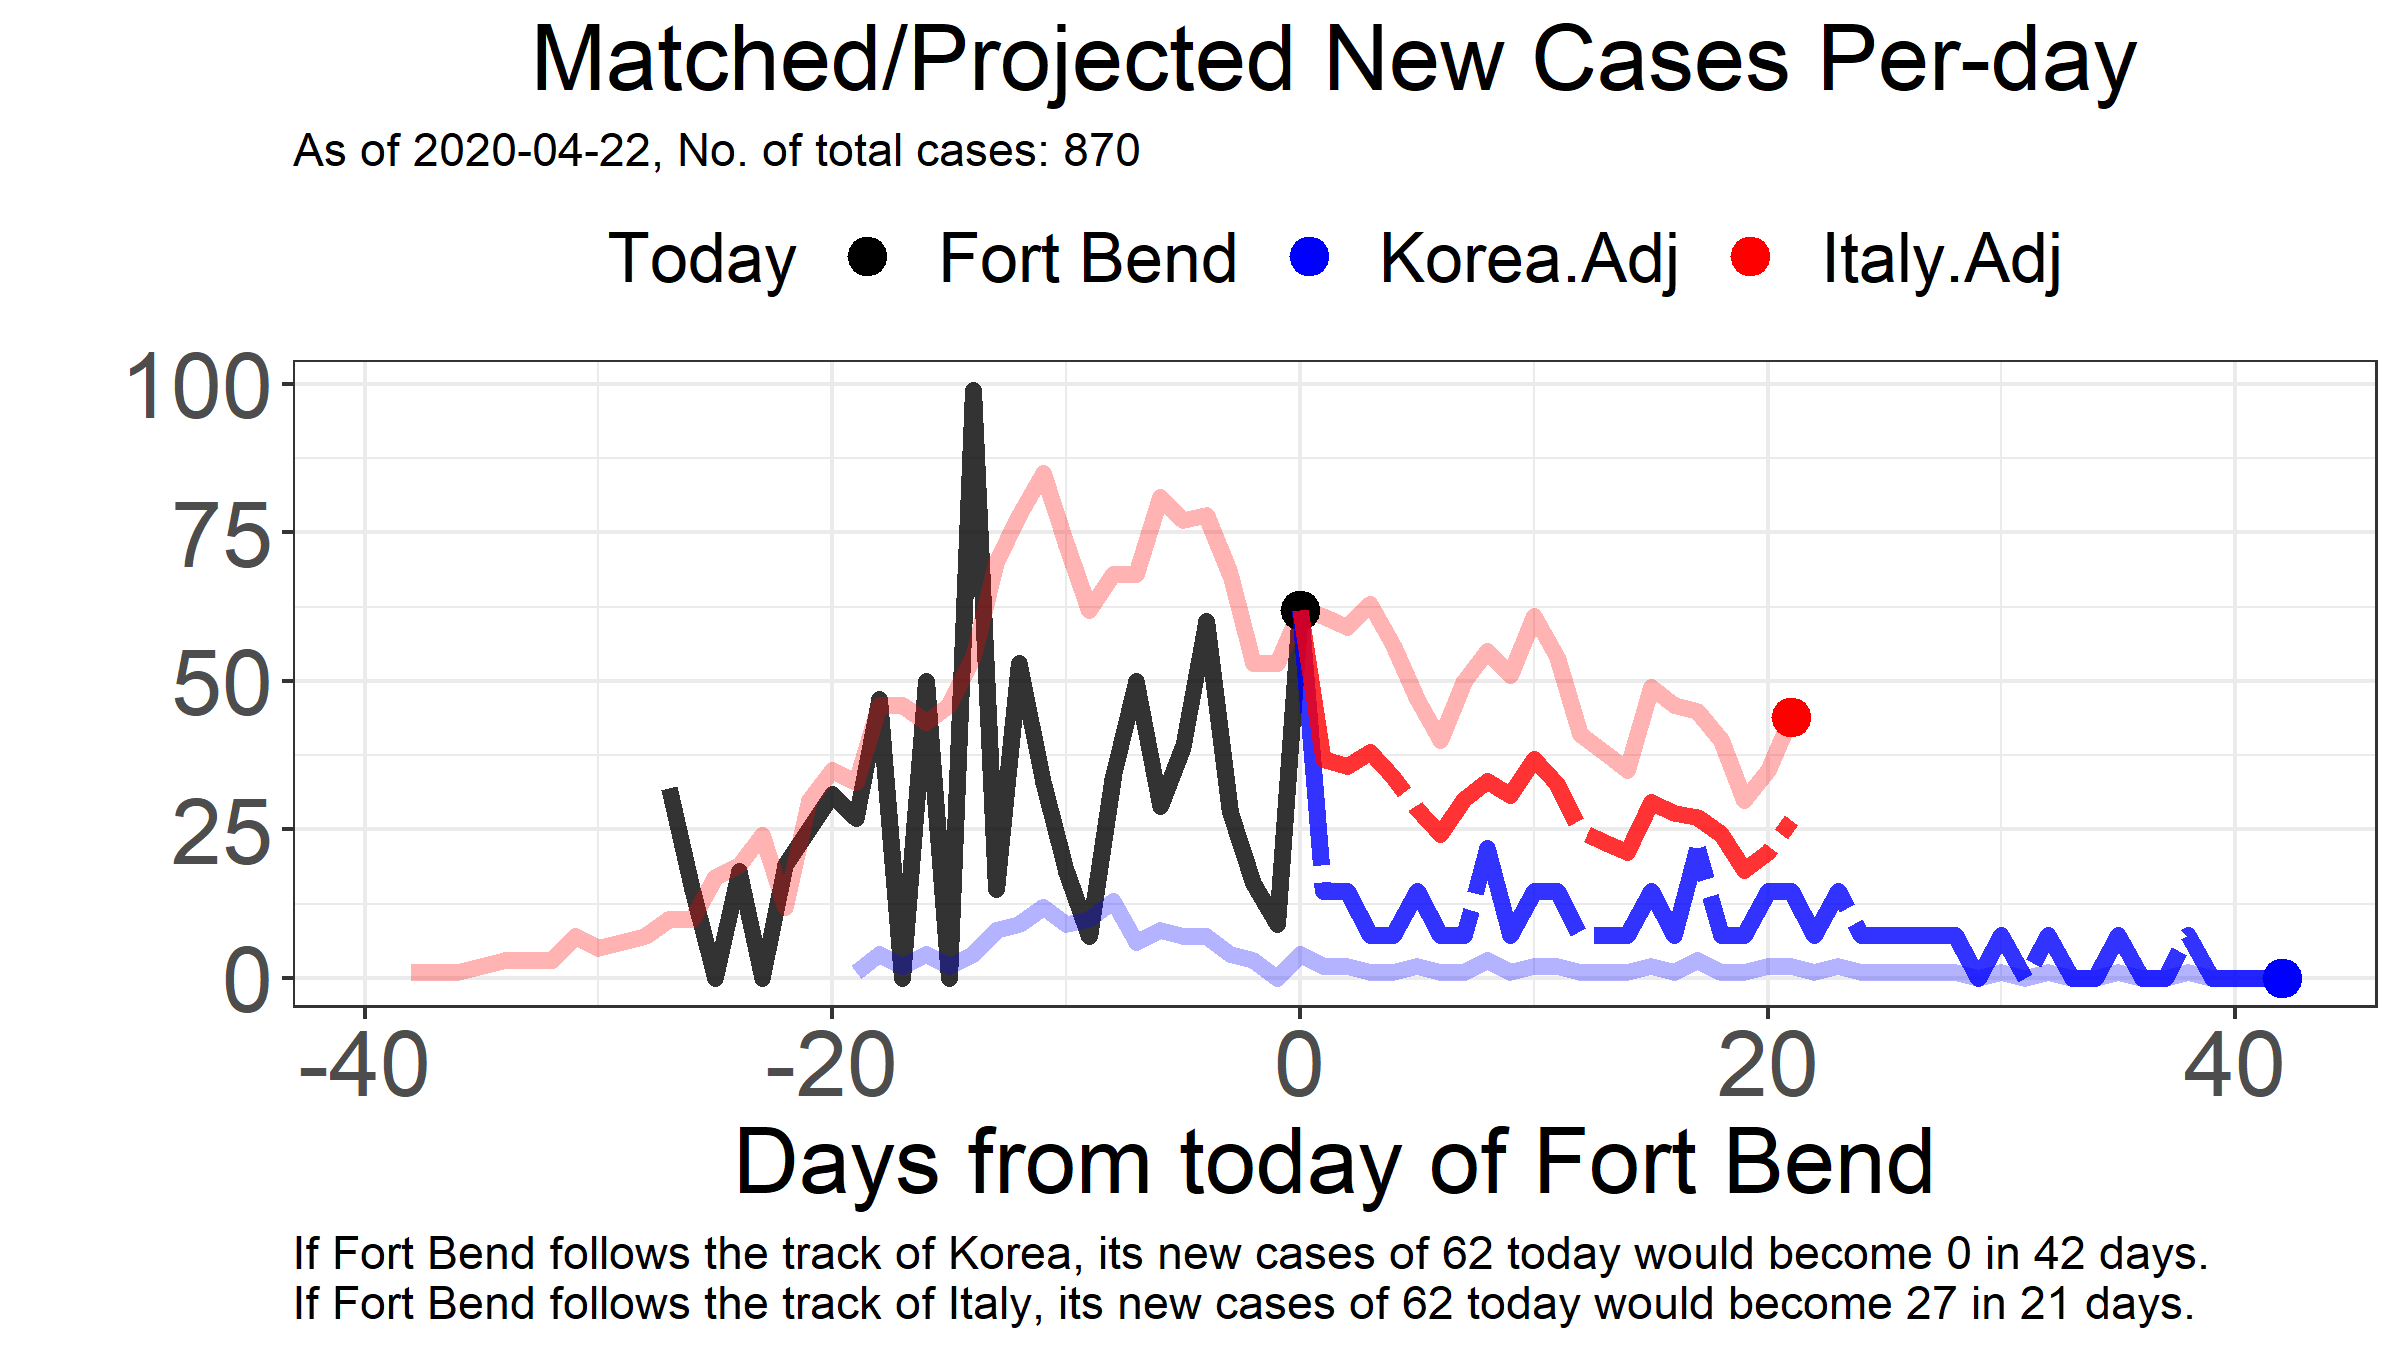 Matched/Projected New Cases Per-day
As of 2020-04-22, No. of total cases: 870
Today Fort Bend Korea.Adj Italy.Adj
100
75
50
25
0
-40 -20 0 20 40
Days from today of Fort Bend
If Fort Bend follows the track of Korea, its new cases of 62 today would become 0 in 42 days.
If Fort Bend follows the track of Italy, its new cases of 62 today would become 27 in 21 days.